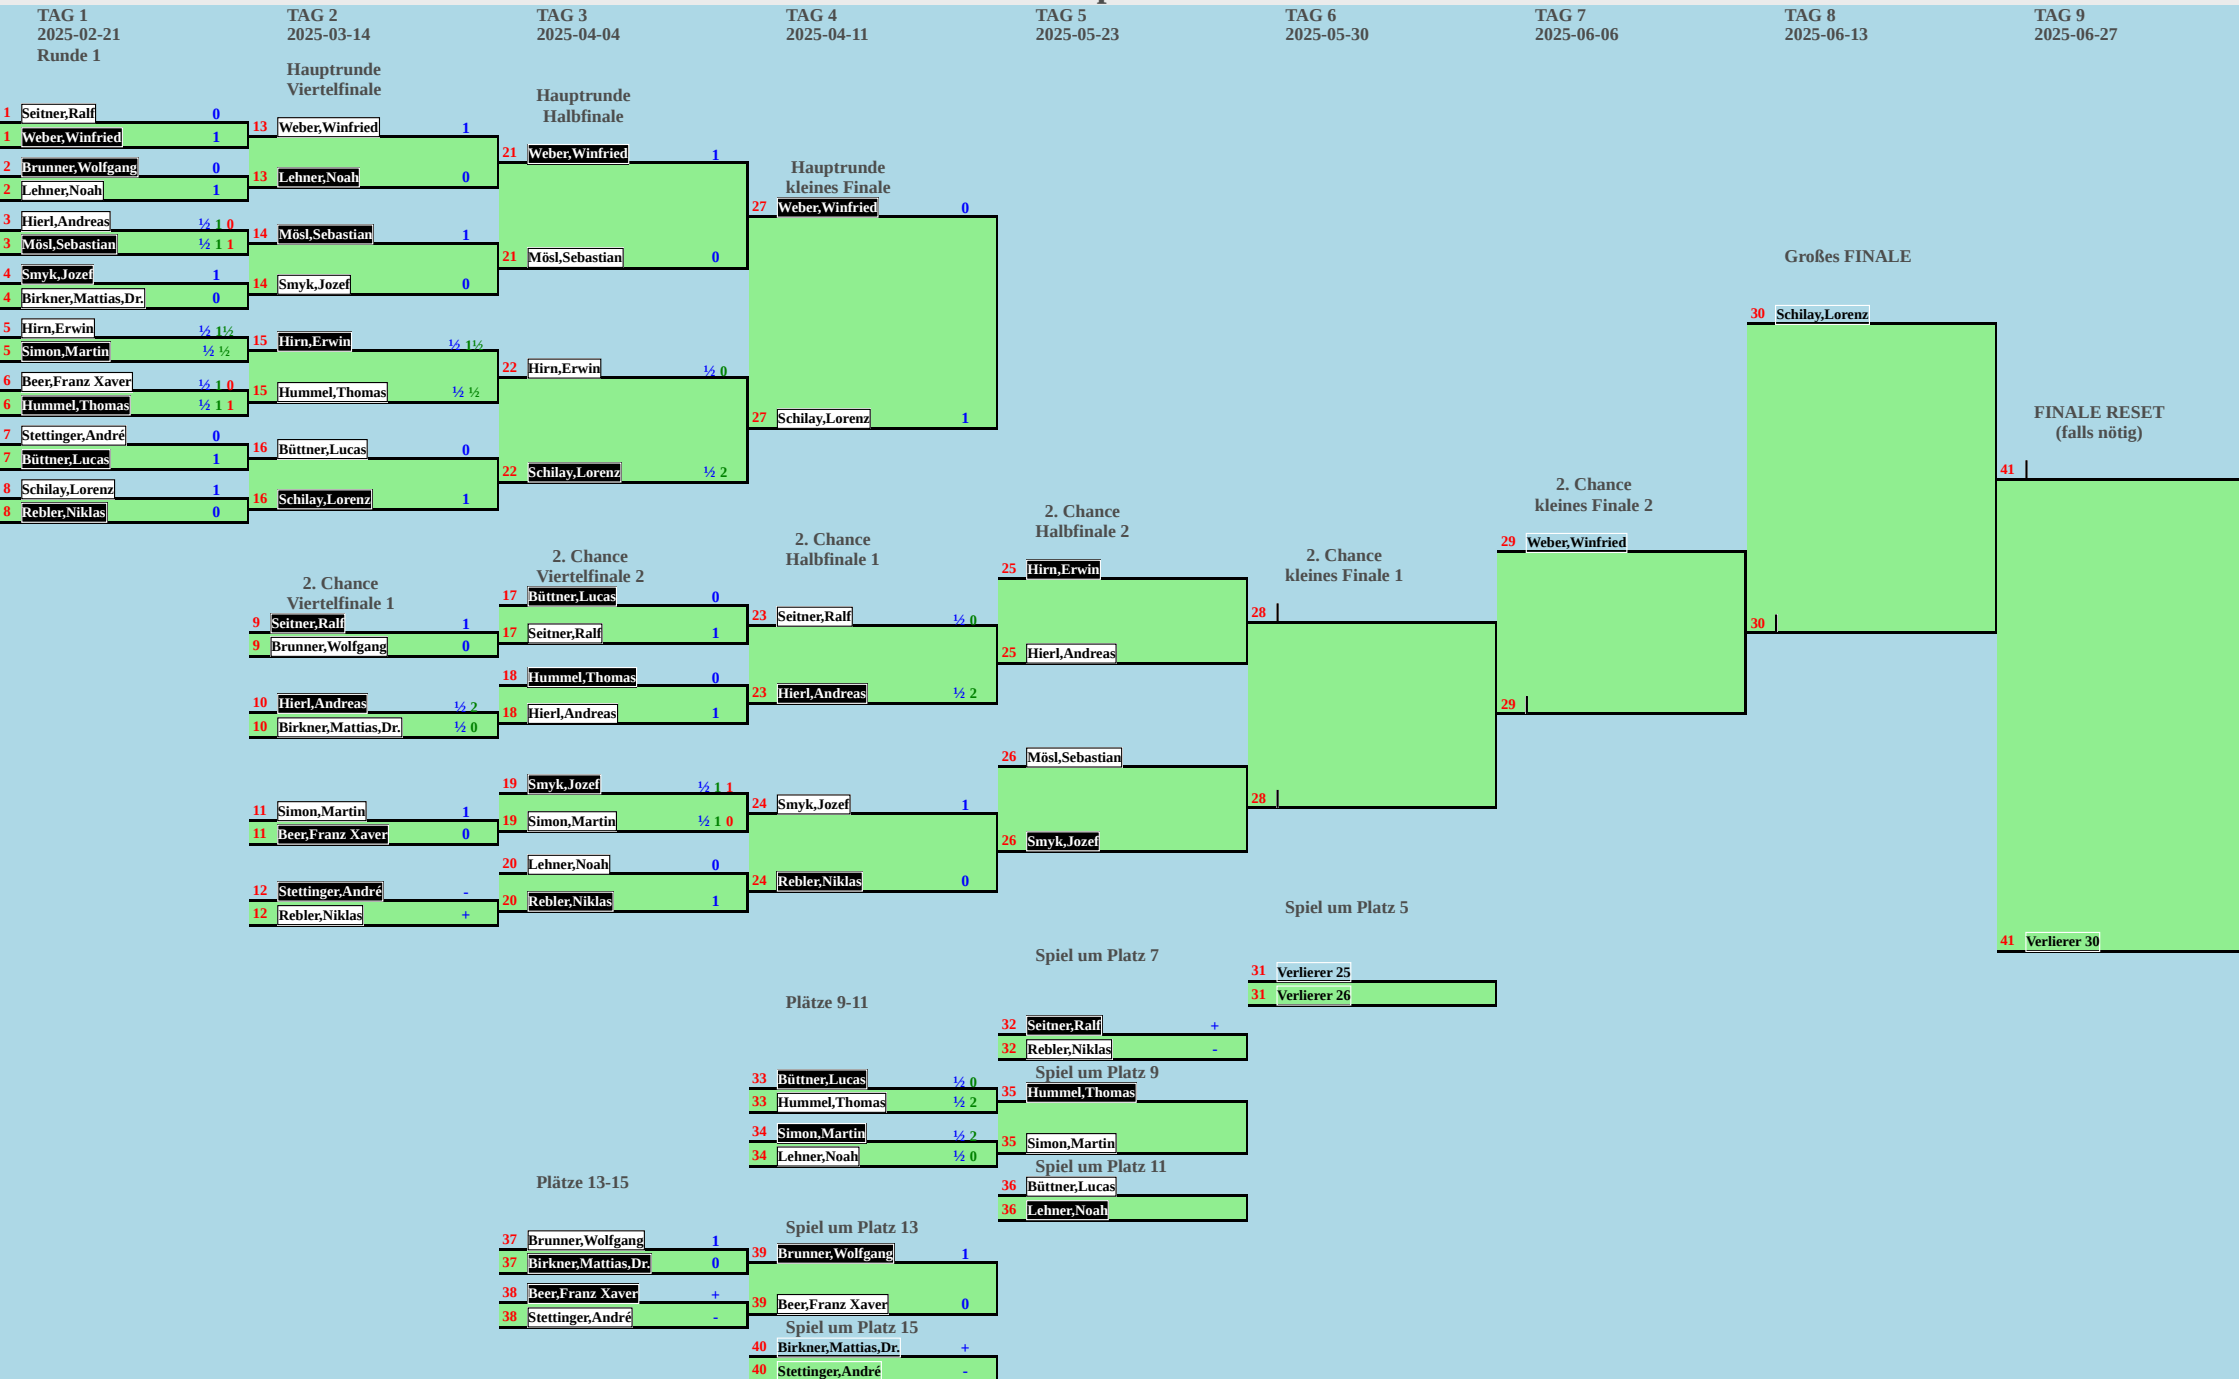 TAG 1
2025-02-21
Runde 1
1 Seitner,Ralf 0
1 Weber,Winfried 1
2 Brunner,Wolfgang 0
2 Lehner,Noah 1
3 Hierl,Andreas ½ 1 0
3 Mösl,Sebastian ½ 1 1
4 Smyk,Jozef 1
4 Birkner,Mattias,Dr. 0
5 Hirn,Erwin ½ 1½
5 Simon,Martin ½ ½
6 Beer,Franz Xaver ½ 1 0
6 Hummel,Thomas ½ 1 1
7 Stettinger,André 0
7 Büttner,Lucas 1
8 Schilay,Lorenz 1
8 Rebler,Niklas 0
TAG 2
2025-03-14
Hauptrunde
Viertelfinale
13 Weber,Winfried 1
13 Lehner,Noah 0
14 Mösl,Sebastian 1
14 Smyk,Jozef 0
15 Hirn,Erwin ½ 1½
15 Hummel,Thomas ½ ½
16 Büttner,Lucas 0
16 Schilay,Lorenz 1
2. Chance
Viertelfinale 1
9 Seitner,Ralf 1
9 Brunner,Wolfgang 0
10 Hierl,Andreas ½ 2
10 Birkner,Mattias,Dr. ½ 0
11 Simon,Martin 1
11 Beer,Franz Xaver 0
12 Stettinger,André -
12 Rebler,Niklas +
TAG 3
2025-04-04
Hauptrunde
Halbfinale
21 Weber,Winfried 1
21 Mösl,Sebastian 0
22 Hirn,Erwin ½ 0
22 Schilay,Lorenz ½ 2
2. Chance
Viertelfinale 2
17 Büttner,Lucas 0
17 Seitner,Ralf 1
18 Hummel,Thomas 0
18 Hierl,Andreas 1
19 Smyk,Jozef ½ 1 1
19 Simon,Martin ½ 1 0
20 Lehner,Noah 0
20 Rebler,Niklas 1
Plätze 13-15
37 Brunner,Wolfgang 1
37 Birkner,Mattias,Dr. 0
38 Beer,Franz Xaver +
38 Stettinger,André -
TAG 4
2025-04-11
Hauptrunde
kleines Finale
27 Weber,Winfried 0
27 Schilay,Lorenz 1
2. Chance
Halbfinale 1
23 Seitner,Ralf ½ 0
23 Hierl,Andreas ½ 2
24 Smyk,Jozef 1
24 Rebler,Niklas 0
Plätze 9-11
33 Büttner,Lucas ½ 0
33 Hummel,Thomas ½ 2
34 Simon,Martin ½ 2
34 Lehner,Noah ½ 0
Spiel um Platz 13
39 Brunner,Wolfgang 1
39 Beer,Franz Xaver 0
Spiel um Platz 15
40 Birkner,Mattias,Dr. +
40 Stettinger,André -
TAG 5
2025-05-23
2. Chance
Halbfinale 2
25 Hirn,Erwin
25 Hierl,Andreas
26 Mösl,Sebastian
26 Smyk,Jozef
Spiel um Platz 7
32 Seitner,Ralf +
32 Rebler,Niklas -
Spiel um Platz 9
35 Hummel,Thomas
35 Simon,Martin
Spiel um Platz 11
36 Büttner,Lucas
36 Lehner,Noah
TAG 6
2025-05-30
2. Chance
kleines Finale 1
28
28
Spiel um Platz 5
31 Verlierer 25
31 Verlierer 26
TAG 7
2025-06-06
2. Chance
kleines Finale 2
29 Weber,Winfried
29
TAG 8
2025-06-13
Großes FINALE
30 Schilay,Lorenz
30
TAG 9
2025-06-27
FINALE RESET
(falls nötig)
41
41 Verlierer 30